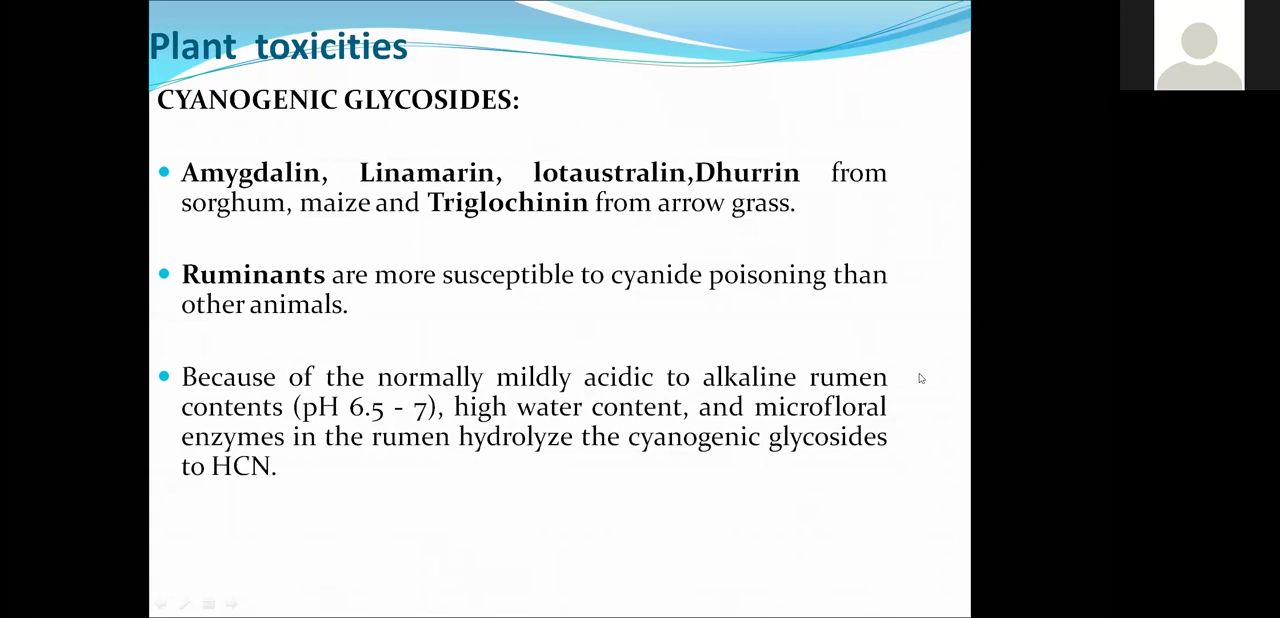 Plant toxicities
CYANOGENIC GLYCOSIDES:
Amygdalin, Linamarin, lotaustralin,Dhurrin from
sorghum, maize and Triglochinin from arrow grass.
Ruminants are more susceptible to cyanide poisoning than
other animals.
Because of the normally mildly acidic to alkaline rumen
contents (pH 6.5 - 7), high water content, and microfloral
enzymes in the rumen hydrolyze the cyanogenic glycosides
to HCN.